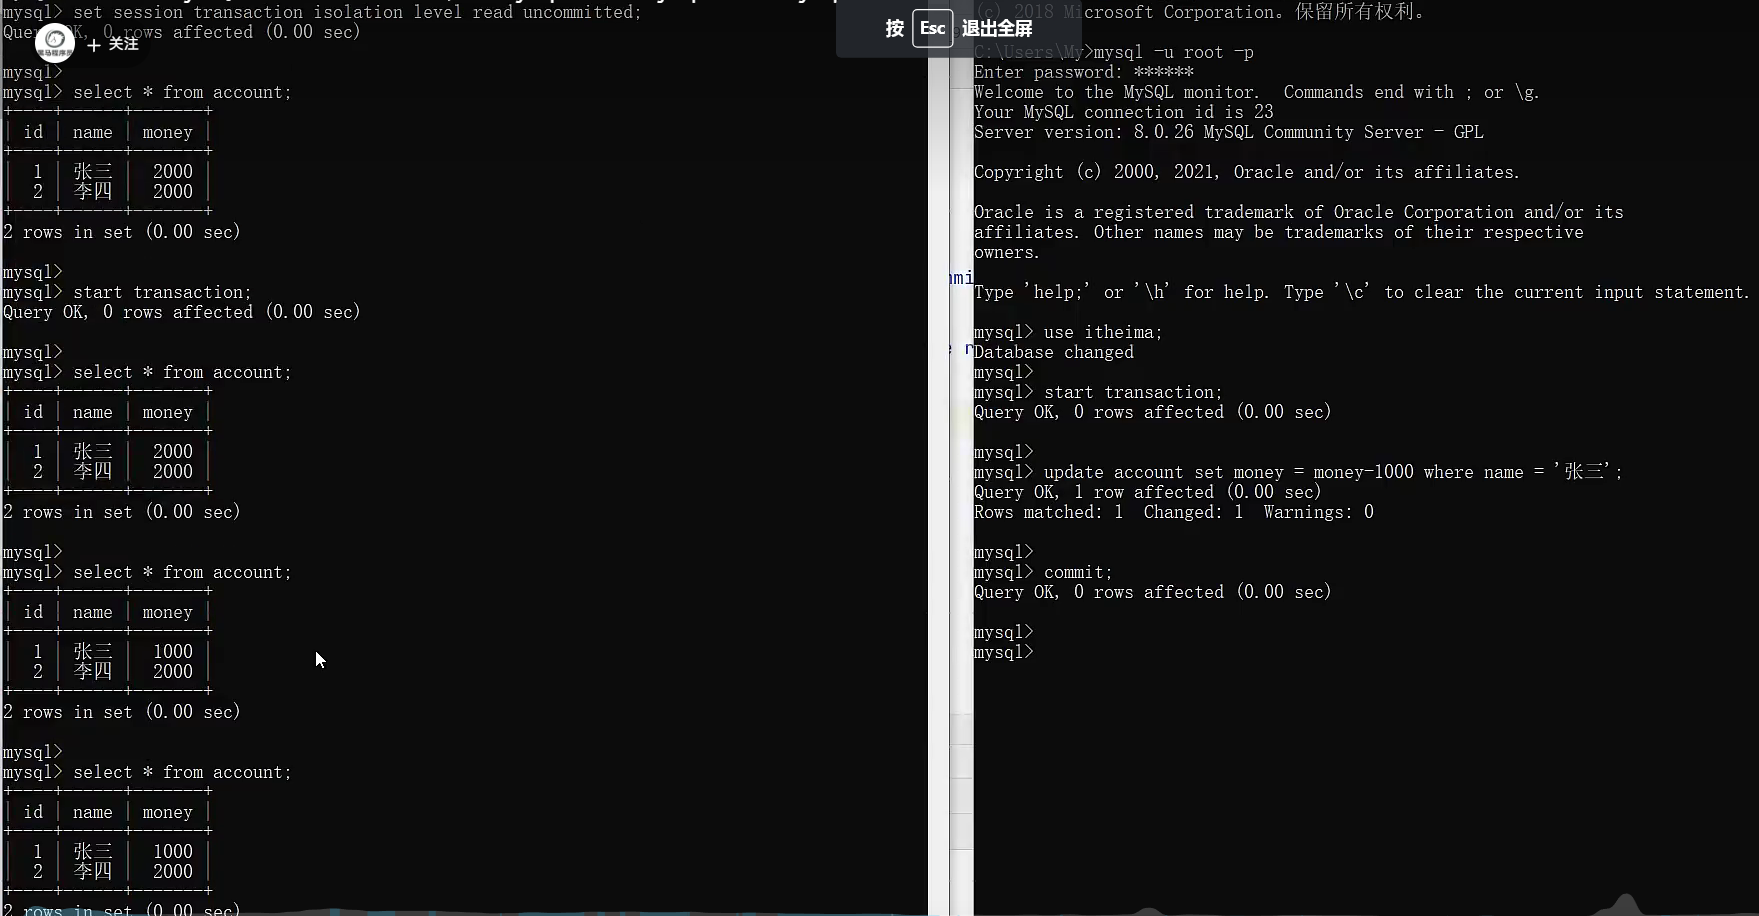 mysql> set session transaction isolation level read uncommitted;
Query OK, 0 rows affected (0.00 sec)
+ 关注
mysql>
mysql> select * from account;
+----+------+-------+
| id | name | money |
+----+------+-------+
| 1 | 张三 | 2000 |
| 2 | 李四 | 2000 |
+----+------+-------+
2 rows in set (0.00 sec)
mysql>
mysql> start transaction;
Query OK, 0 rows affected (0.00 sec)
mysql>
mysql> select * from account;
+----+------+-------+
| id | name | money |
+----+------+-------+
| 1 | 张三 | 2000 |
| 2 | 李四 | 2000 |
+----+------+-------+
2 rows in set (0.00 sec)
mysql>
mysql> select * from account;
+----+------+-------+
| id | name | money |
+----+------+-------+
| 1 | 张三 | 1000 |
| 2 | 李四 | 2000 |
+----+------+-------+
2 rows in set (0.00 sec)
mysql>
mysql> select * from account;
+----+------+-------+
| id | name | money |
+----+------+-------+
| 1 | 张三 | 1000 |
| 2 | 李四 | 2000 |
+----+------+-------+
2 rows in set (0.00 sec)
按 Esc 退出全屏
(c) 2018 Microsoft Corporation。保留所有权利。
C:\Users\My>mysql -u root -p
Enter password: ******
Welcome to the MySQL monitor.  Commands end with ; or \g.
Your MySQL connection id is 23
Server version: 8.0.26 MySQL Community Server - GPL
Copyright (c) 2000, 2021, Oracle and/or its affiliates.
Oracle is a registered trademark of Oracle Corporation and/or its
affiliates. Other names may be trademarks of their respective
owners.
Type 'help;' or '\h' for help. Type '\c' to clear the current input statement.
mysql> use itheima;
Database changed
mysql>
mysql> start transaction;
Query OK, 0 rows affected (0.00 sec)
mysql>
mysql> update account set money = money-1000 where name = '张三';
Query OK, 1 row affected (0.00 sec)
Rows matched: 1  Changed: 1  Warnings: 0
mysql>
mysql> commit;
Query OK, 0 rows affected (0.00 sec)
mysql>
mysql>